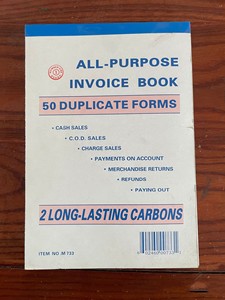 ALL-PURPOSE
INVOICE BOOK
50 DUPLICATE FORMS
• CASH SALES
• C.O.D. SALES
• CHARGE SALES
• PAYMENTS ON ACCOUNT
• MERCHANDISE RETURNS
• REFUNDS
• PAYING OUT
2 LONG-LASTING CARBONS
ITEM NO. M 733